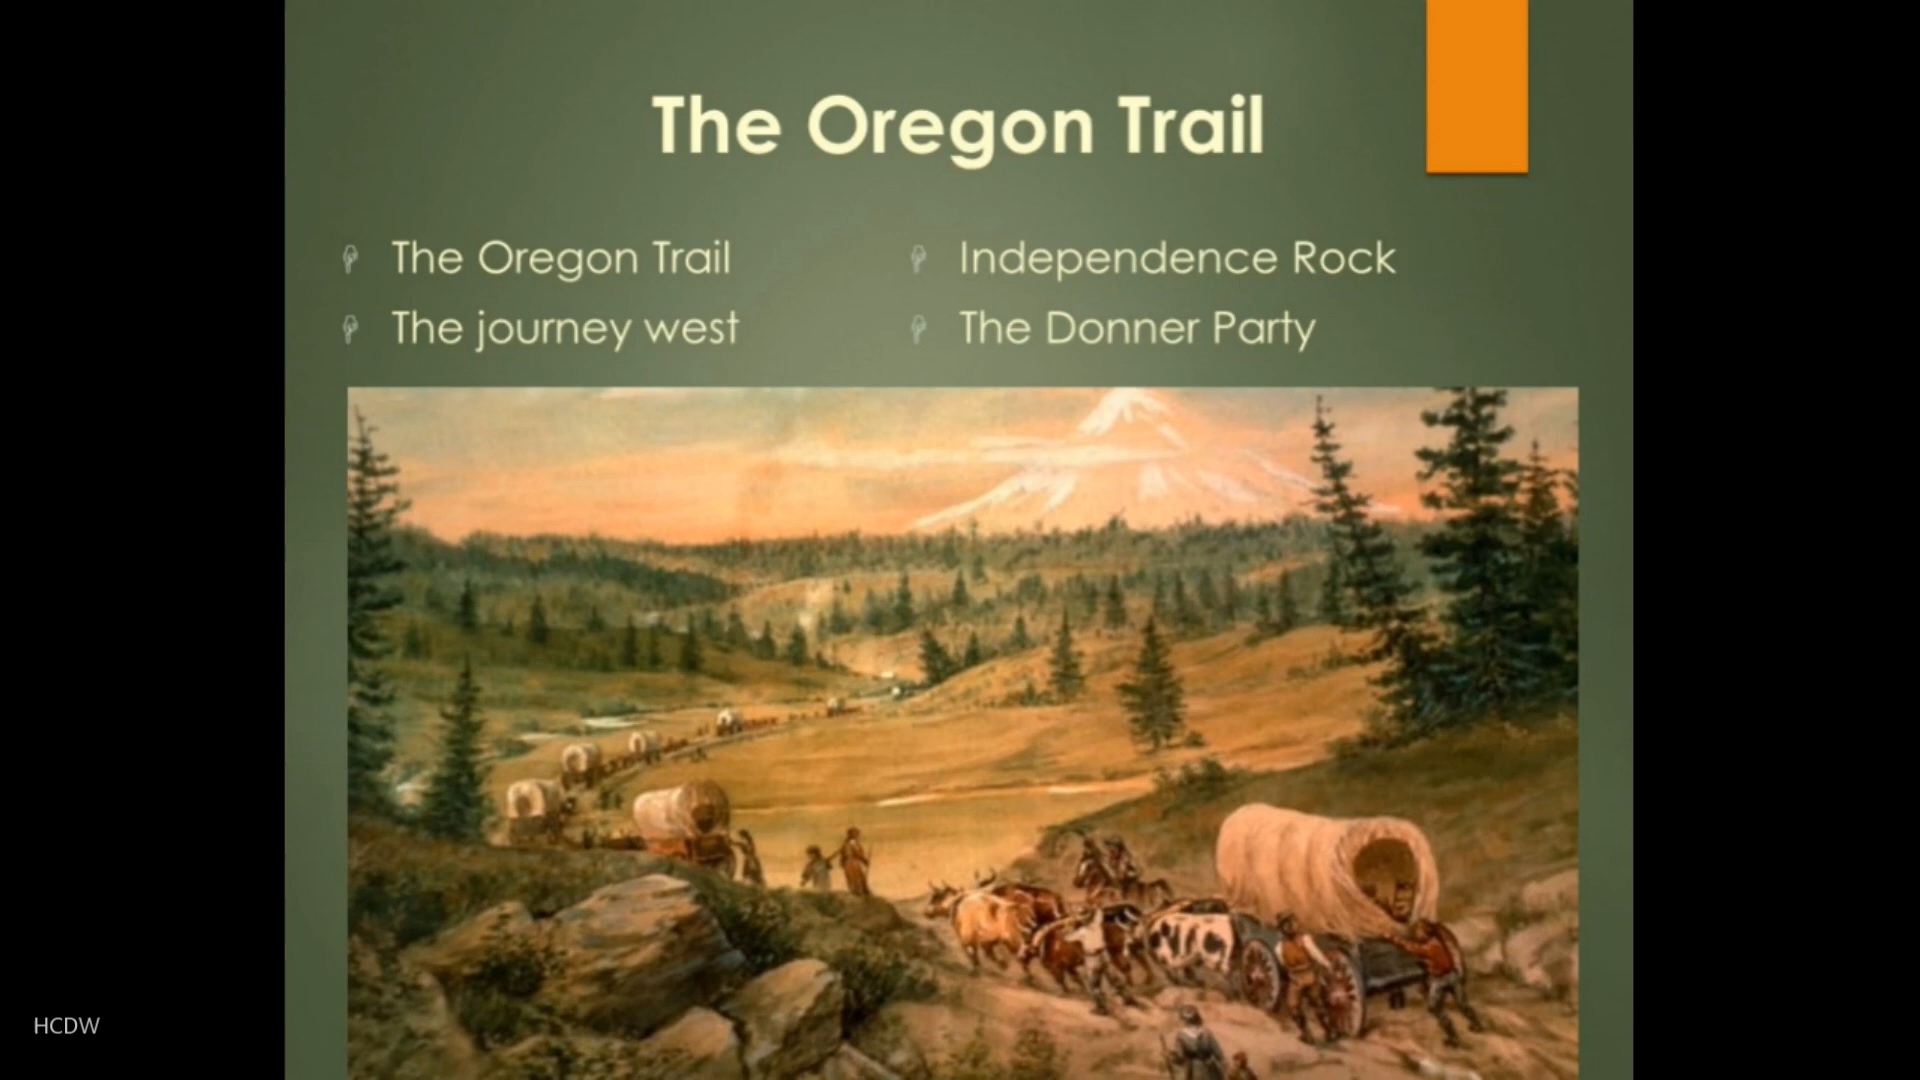 The Oregon Trail
The Oregon Trail
The journey west
Independence Rock
The Donner Party
HCDW